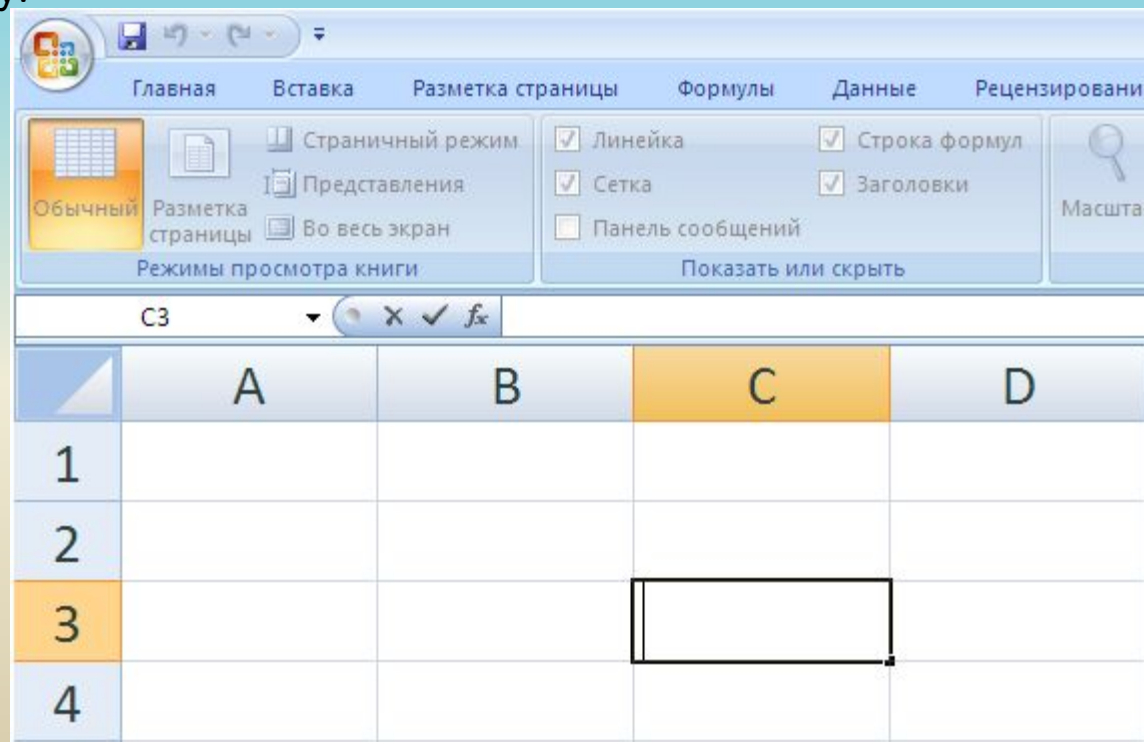 у.
Главная Вставка Разметка страницы Формулы Данные
Обычный
Разметка страницы
Страничный режим
Представления
Во весь экран
Режимы просмотра книги
Линейка
Сетка
Панель сообщений
Строка формул
Заголовки
Показать или скрыть
C3 fx
A B C D
1
2
3
4